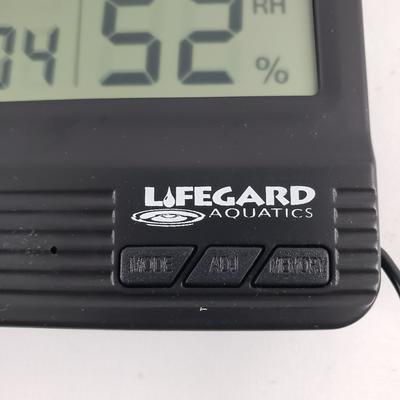 RH
04 52 %
LIFEGARD
AQUATICS
MODE ADJ MEMORY